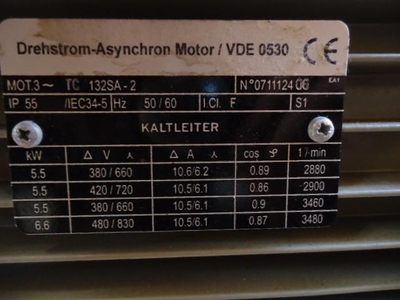 Drehstrom-Asynchron Motor / VDE 0530 CE
MOT.3~ TC 132SA - 2 N°071112406
IP 55 /IEC34-5 Hz 50/60 I.Cl. F S1
KALTLEITER
kW Δ V ⅄ Δ A ⅄ cos φ 1/min
5.5 380/660 10.6/6.2 0.89 2880
5.5 420/720 10.5/6.1 0.86 2900
5.5 380/660 10.5/6.1 0.9 3460
6.6 480/830 10.5/6.1 0.87 3480